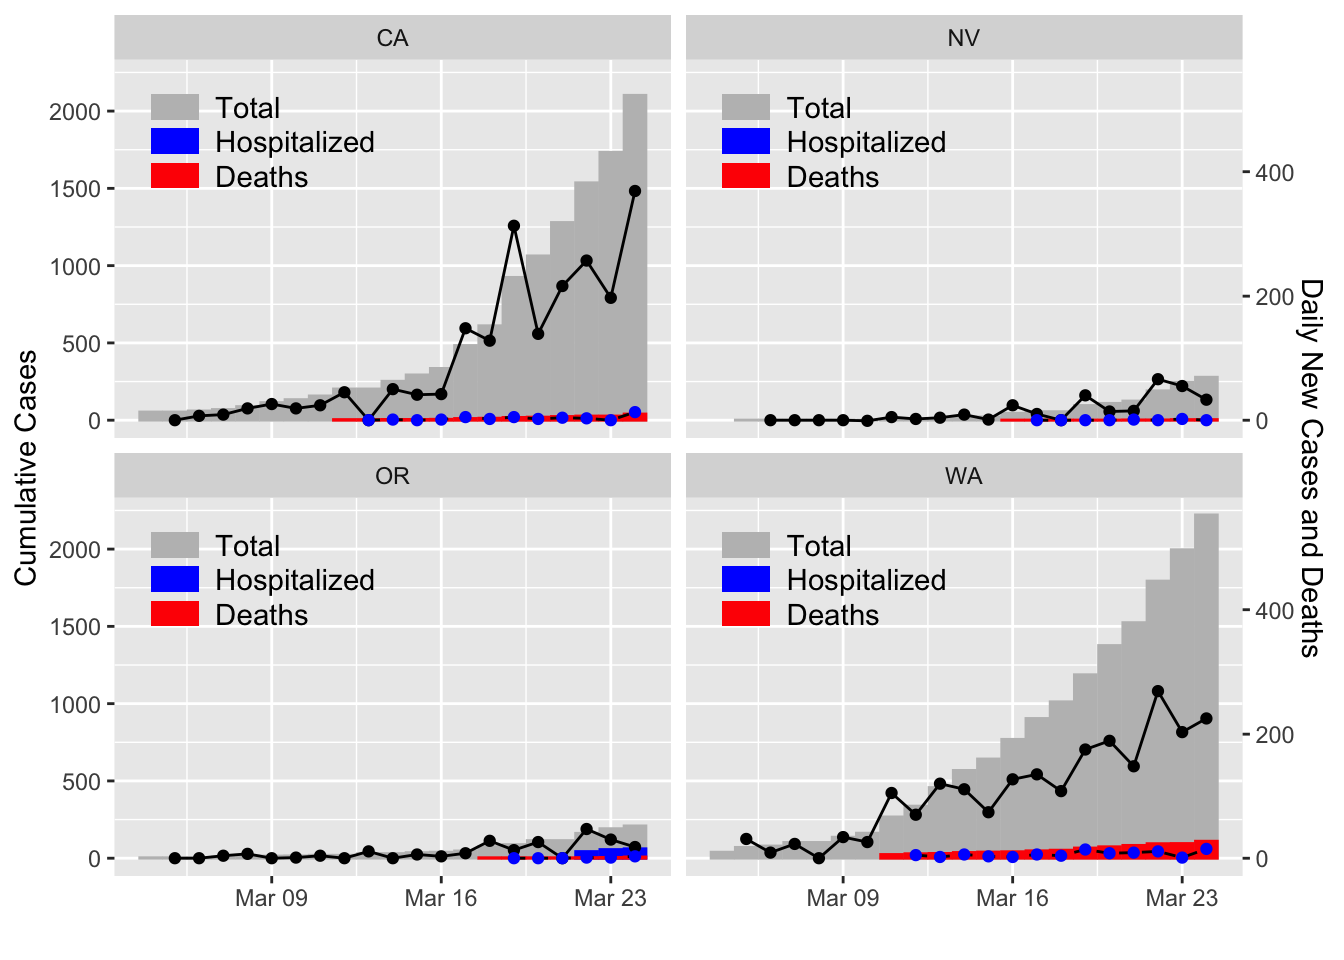 CA
NV
Total
Hospitalized
Deaths
Total
Hospitalized
Deaths
2000
1500
1000
500
0
400
200
0
OR
WA
Total
Hospitalized
Deaths
Total
Hospitalized
Deaths
2000
1500
1000
500
0
400
200
0
Mar 09
Mar 16
Mar 23
Mar 09
Mar 16
Mar 23
Cumulative Cases
Daily New Cases and Deaths